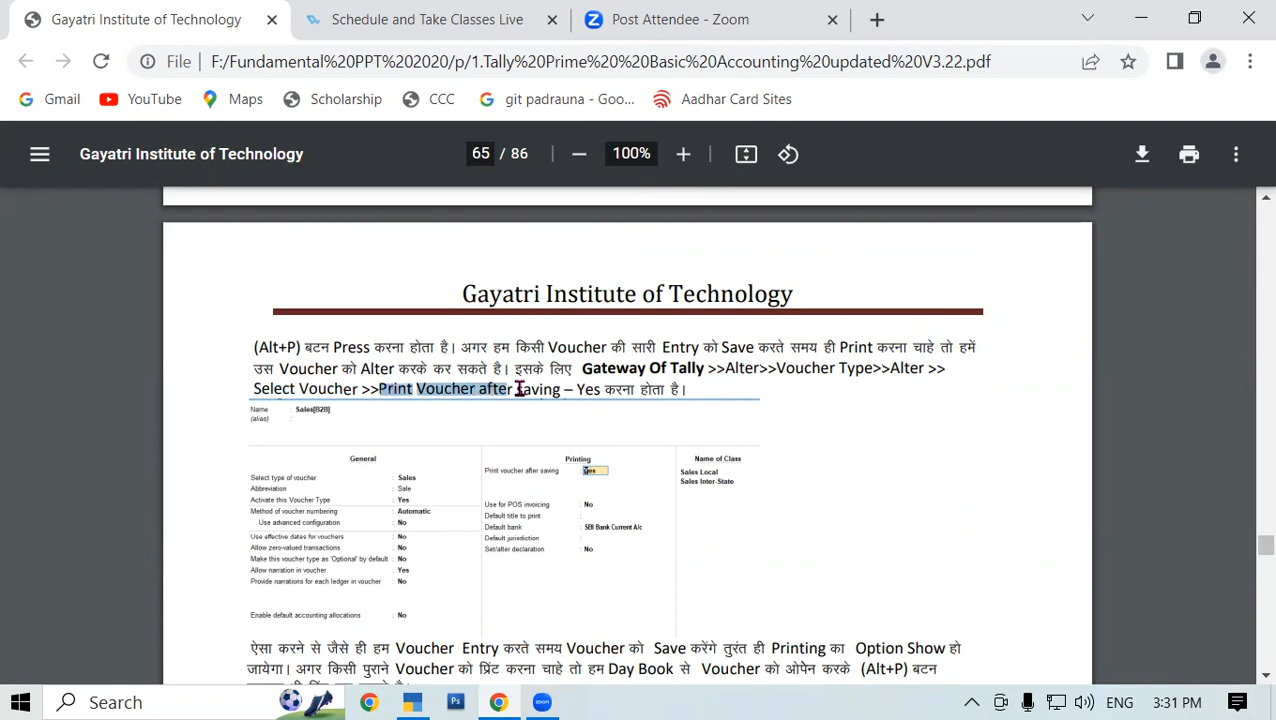 Gayatri Institute of Technology
Schedule and Take Classes Live
Post Attendee - Zoom
File
F:/Fundamental%20PPT%202020/p/1.Tally%20Prime%20%20Basic%20Accounting%20updated%20V3.22.pdf
Gmail
YouTube
Maps
Scholarship
CCC
git padrauna - Goo...
Aadhar Card Sites
Gayatri Institute of Technology
65 / 86
100%
Gayatri Institute of Technology
(Alt+P) बटन Press करना होता है। अगर हम किसी Voucher की सारी Entry को Save करते समय ही Print करना चाहे तो हमें
उस Voucher को Alter करके कर सकते है। इसके लिए Gateway Of Tally >>Alter>>Voucher Type>>Alter >>
Select Voucher >>Print Voucher after Saving – Yes करना होता है।
Name : Sales[B2B]
(alias) :
General
Select type of voucher : Sales
Abbreviation : Sale
Activate this Voucher Type : Yes
Method of voucher numbering : Automatic
Use advanced configuration : No
Use effective dates for vouchers : No
Allow zero-valued transactions : No
Make this voucher type as 'Optional' by default : No
Allow narration in voucher : Yes
Provide narrations for each ledger in voucher : No
Enable default accounting allocations : No
Printing
Print voucher after saving : Yes
Use for POS invoicing : No
Default title to print :
Default bank : SBI Bank Current A/c
Default jurisdiction :
Set/alter declaration : No
Name of Class
Sales Local
Sales Inter-State
ऐसा करने से जैसे ही हम Voucher Entry करते समय Voucher को Save करेंगे तुरंत ही Printing का Option Show हो
जायेगा। अगर किसी पुराने Voucher को प्रिंट करना चाहे तो हम Day Book से Voucher को ओपेन करके (Alt+P) बटन
Search
Ps
ENG
3:31 PM